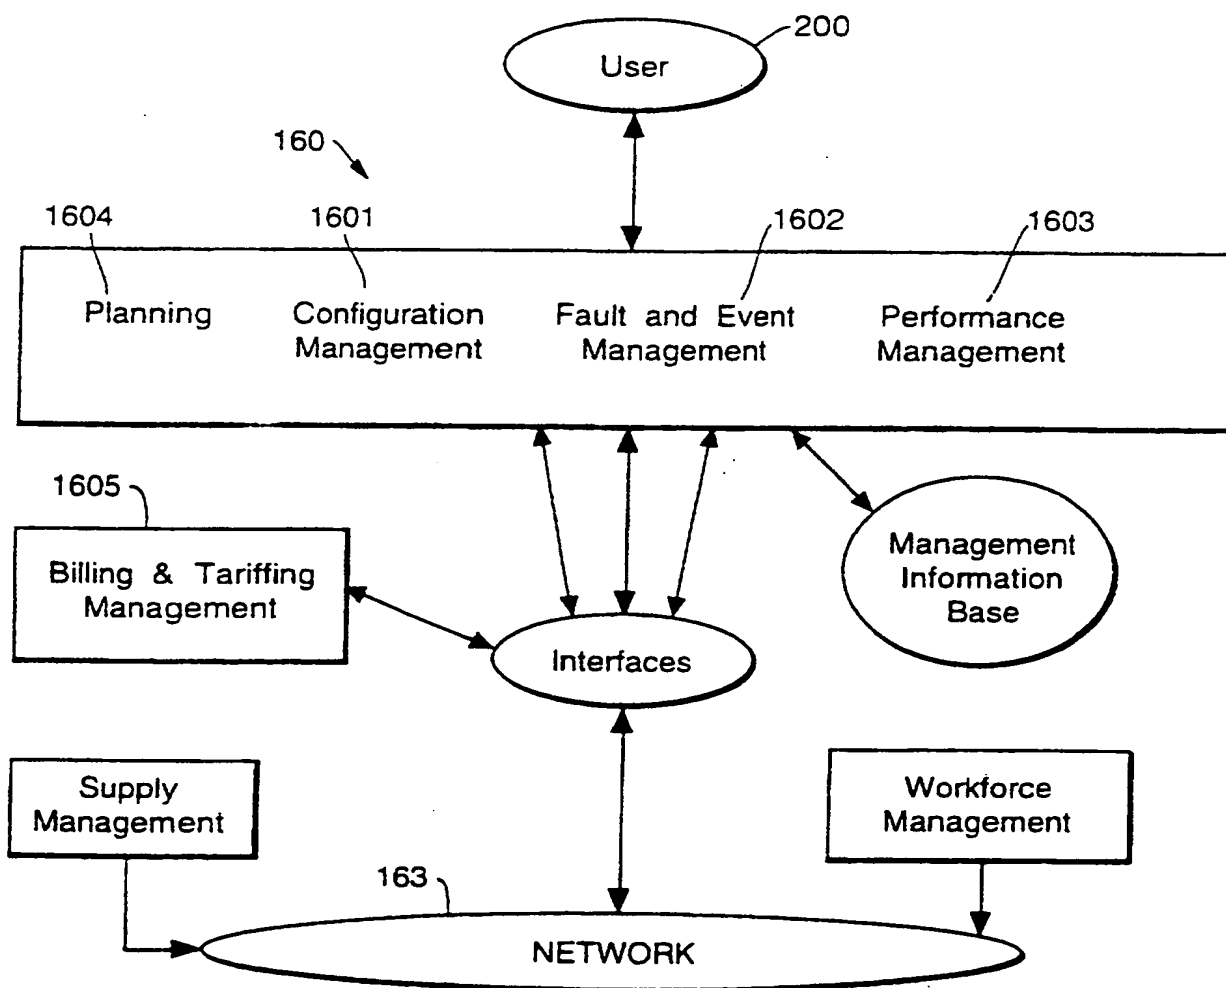 200
User
160
1604
1601
1602
1603
Planning
Configuration
Management
Fault and Event
Management
Performance
Management
1605
Billing & Tariffing
Management
Management
Information
Base
Interfaces
Supply
Management
Workforce
Management
163
NETWORK